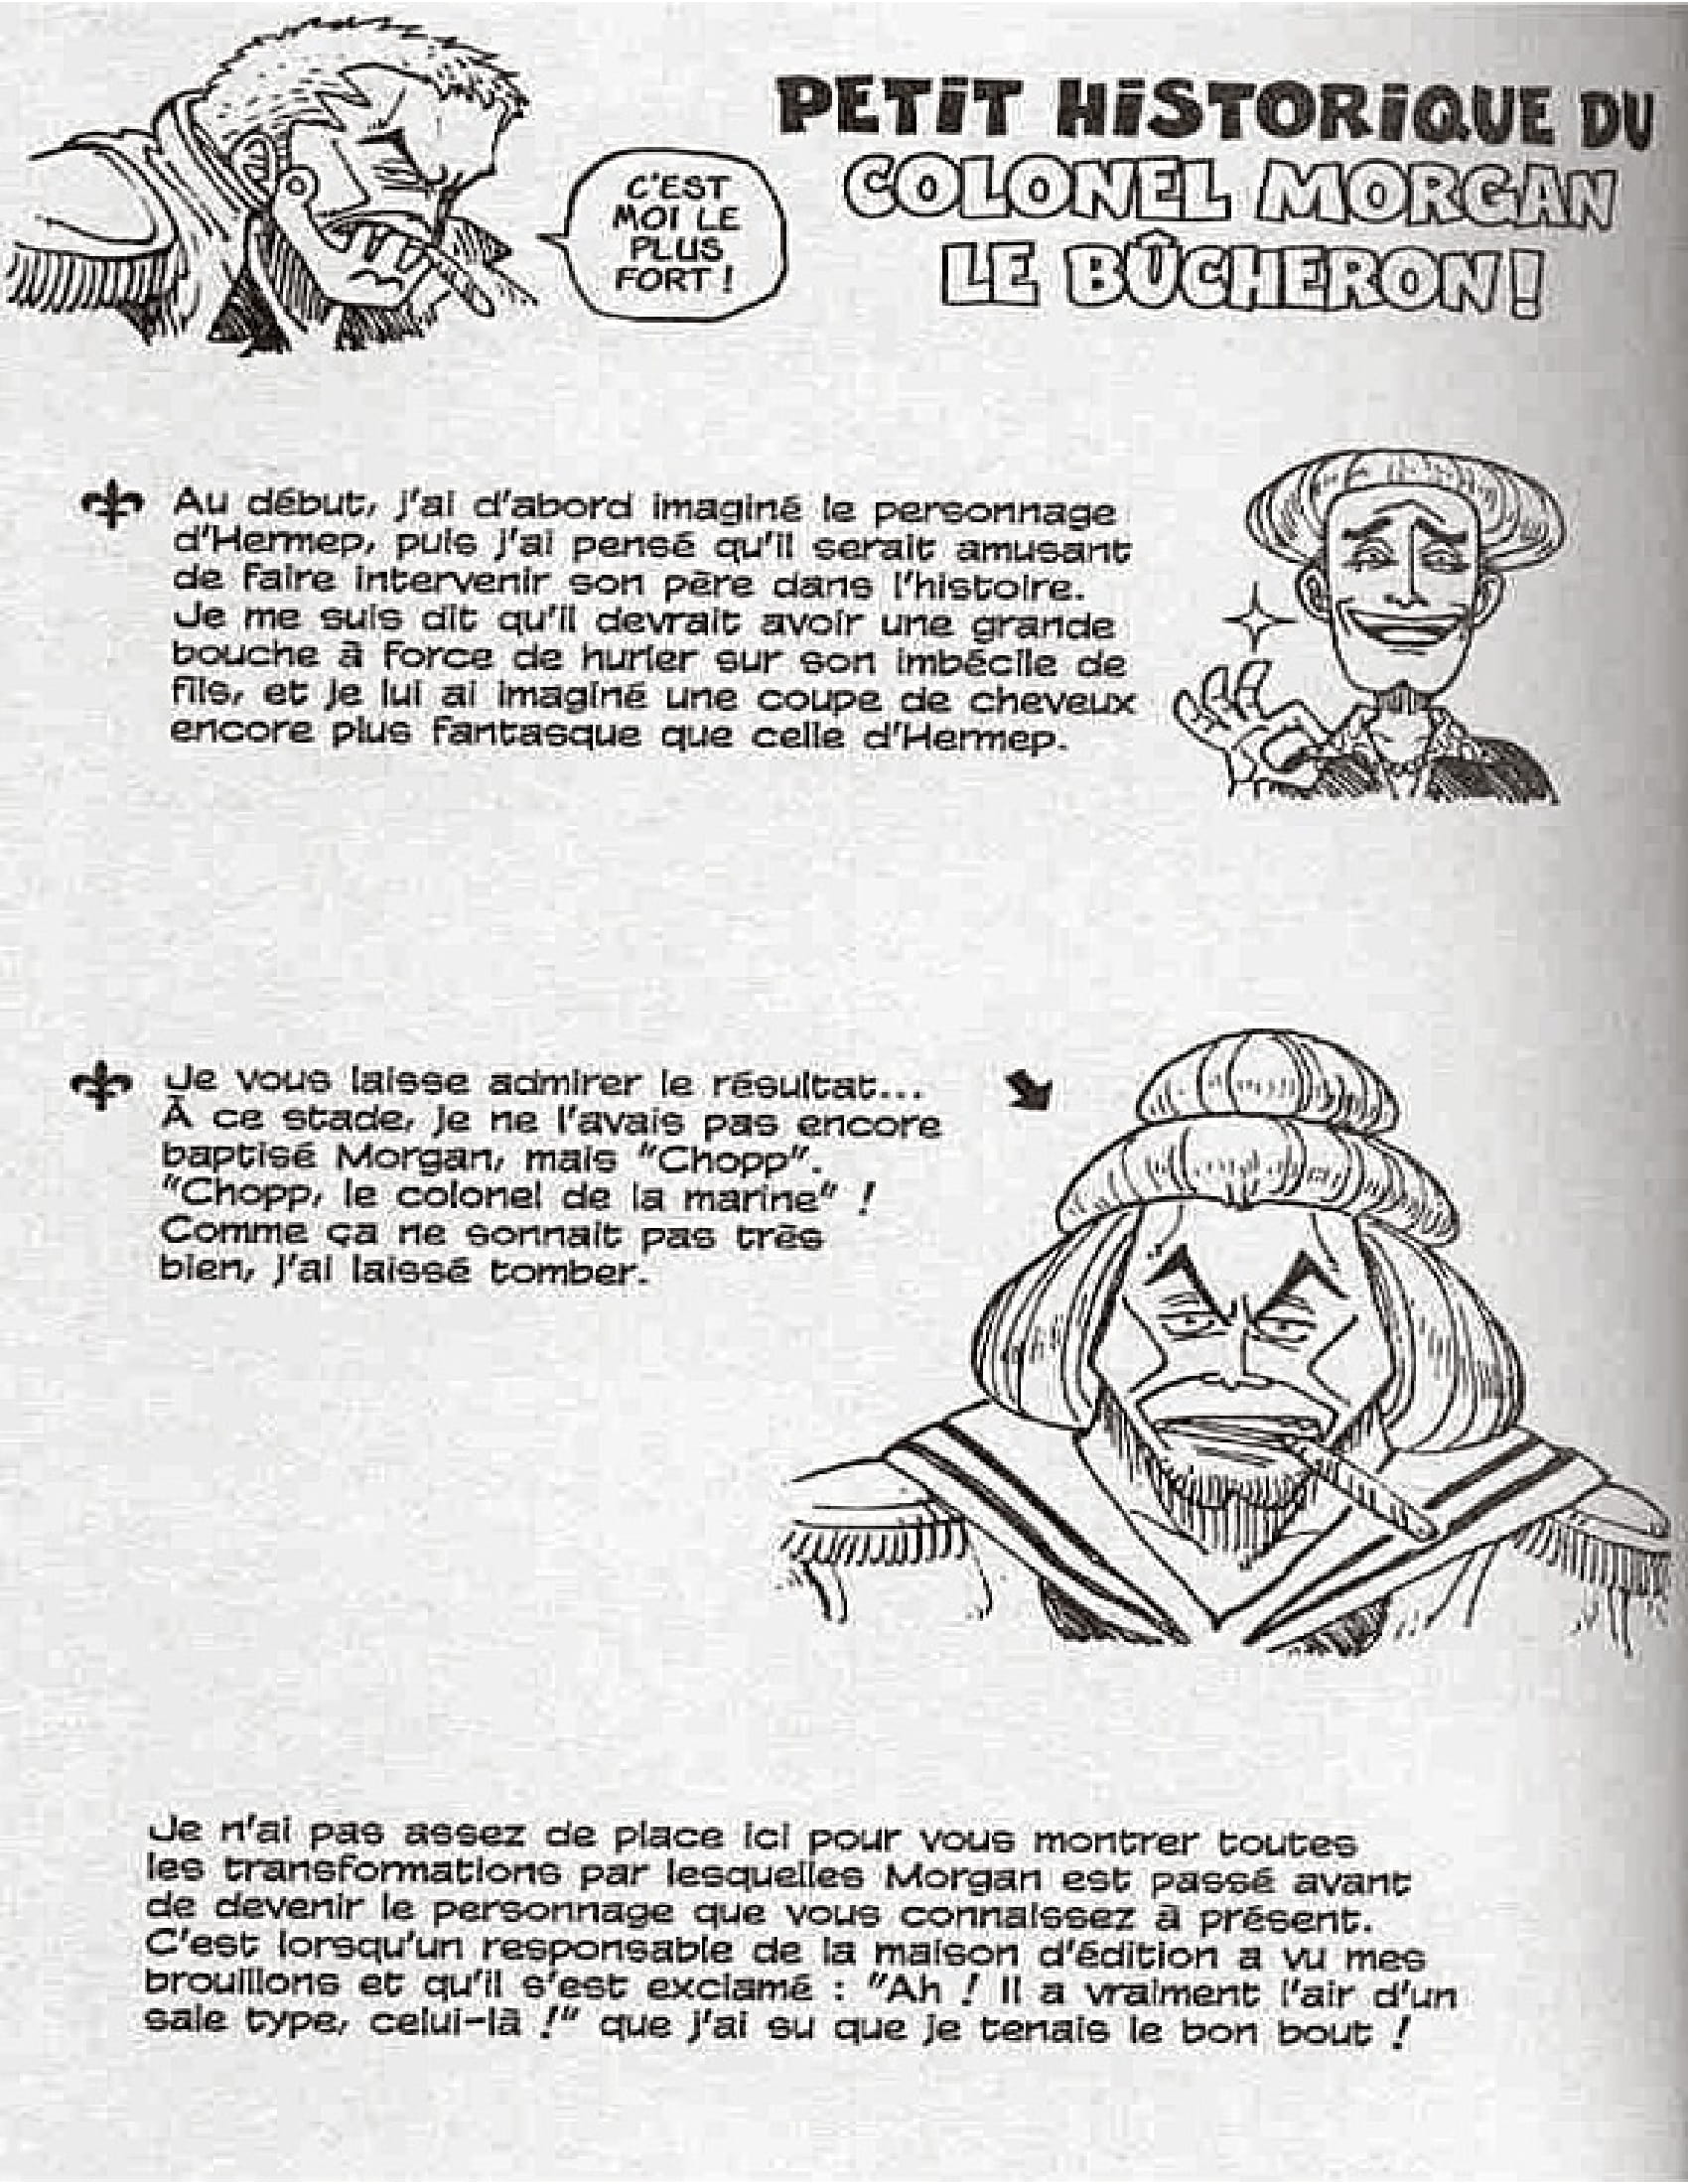 PETIT HISTORIQUE DU
COLONEL MORGAN
LE BÛCHERON !
C'EST
MOI LE
PLUS
FORT !
Au début, j'ai d'abord imaginé le personnage
d'Hermep, puis j'ai pensé qu'il serait amusant
de faire intervenir son père dans l'histoire.
Je me suis dit qu'il devrait avoir une grande
bouche à force de hurler sur son imbécile de
fils, et je lui ai imaginé une coupe de cheveux
encore plus fantasque que celle d'Hermep.
Je vous laisse admirer le résultat...
À ce stade, je ne l'avais pas encore
baptisé Morgan, mais "Chopp".
"Chopp, le colonel de la marine" !
Comme ça ne sonnait pas très
bien, j'ai laissé tomber.
Je n'ai pas assez de place ici pour vous montrer toutes
les transformations par lesquelles Morgan est passé avant
de devenir le personnage que vous connaissez à présent.
C'est lorsqu'un responsable de la maison d'édition a vu mes
brouillons et qu'il s'est exclamé : "Ah ! Il a vraiment l'air d'un
sale type, celui-là !" que j'ai su que je tenais le bon bout !